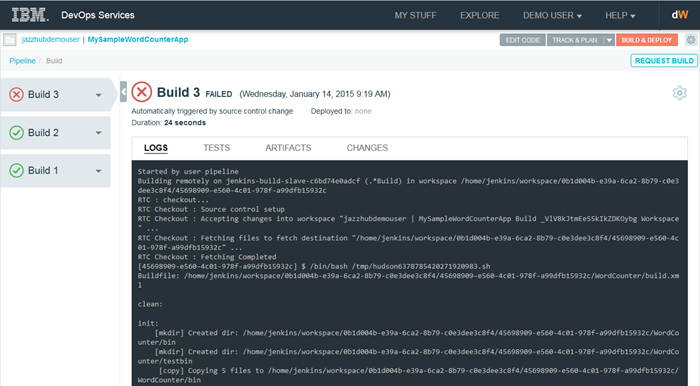 IBM. DevOps Services MY STUFF EXPLORE DEMO USER HELP dW
jazzhubdemouser | MySampleWordCounterApp EDIT CODE TRACK & PLAN BUILD & DEPLOY
Pipeline / Build REQUEST BUILD
Build 3
Build 2
Build 1
Build 3 FAILED (Wednesday, January 14, 2015 9:19 AM)
Automatically triggered by source control change Deployed to: none
Duration: 24 seconds
LOGS TESTS ARTIFACTS CHANGES
Started by user pipeline
Building remotely on jenkins-build-slave-c6bd74e0adcf (.*Build) in workspace /home/jenkins/workspace/0b1d004b-e39a-6ca2-8b79-c0e3
dee3c8f4/45698909-e560-4c01-978f-a99dfb15932c
RTC : checkout...
RTC Checkout : Source control setup
RTC Checkout : Accepting changes into workspace "jazzhubdemouser | MySampleWordCounterApp Build _VlV8kJtmEeS5kIkZDKOybg Workspace
" ...
RTC Checkout : Fetching files to fetch destination "/home/jenkins/workspace/0b1d004b-e39a-6ca2-8b79-c0e3dee3c8f4/45698909-e560-4c
01-978f-a99dfb15932c" ...
RTC Checkout : Fetching Completed
[45698909-e560-4c01-978f-a99dfb15932c] $ /bin/bash /tmp/hudson6378785420271920983.sh
Buildfile: /home/jenkins/workspace/0b1d004b-e39a-6ca2-8b79-c0e3dee3c8f4/45698909-e560-4c01-978f-a99dfb15932c/WordCounter/build.xm
l
clean:
init:
[mkdir] Created dir: /home/jenkins/workspace/0b1d004b-e39a-6ca2-8b79-c0e3dee3c8f4/45698909-e560-4c01-978f-a99dfb15932c/WordCo
unter/bin
[mkdir] Created dir: /home/jenkins/workspace/0b1d004b-e39a-6ca2-8b79-c0e3dee3c8f4/45698909-e560-4c01-978f-a99dfb15932c/WordCo
unter/testbin
[copy] Copying 5 files to /home/jenkins/workspace/0b1d004b-e39a-6ca2-8b79-c0e3dee3c8f4/45698909-e560-4c01-978f-a99dfb15932c/
WordCounter/bin